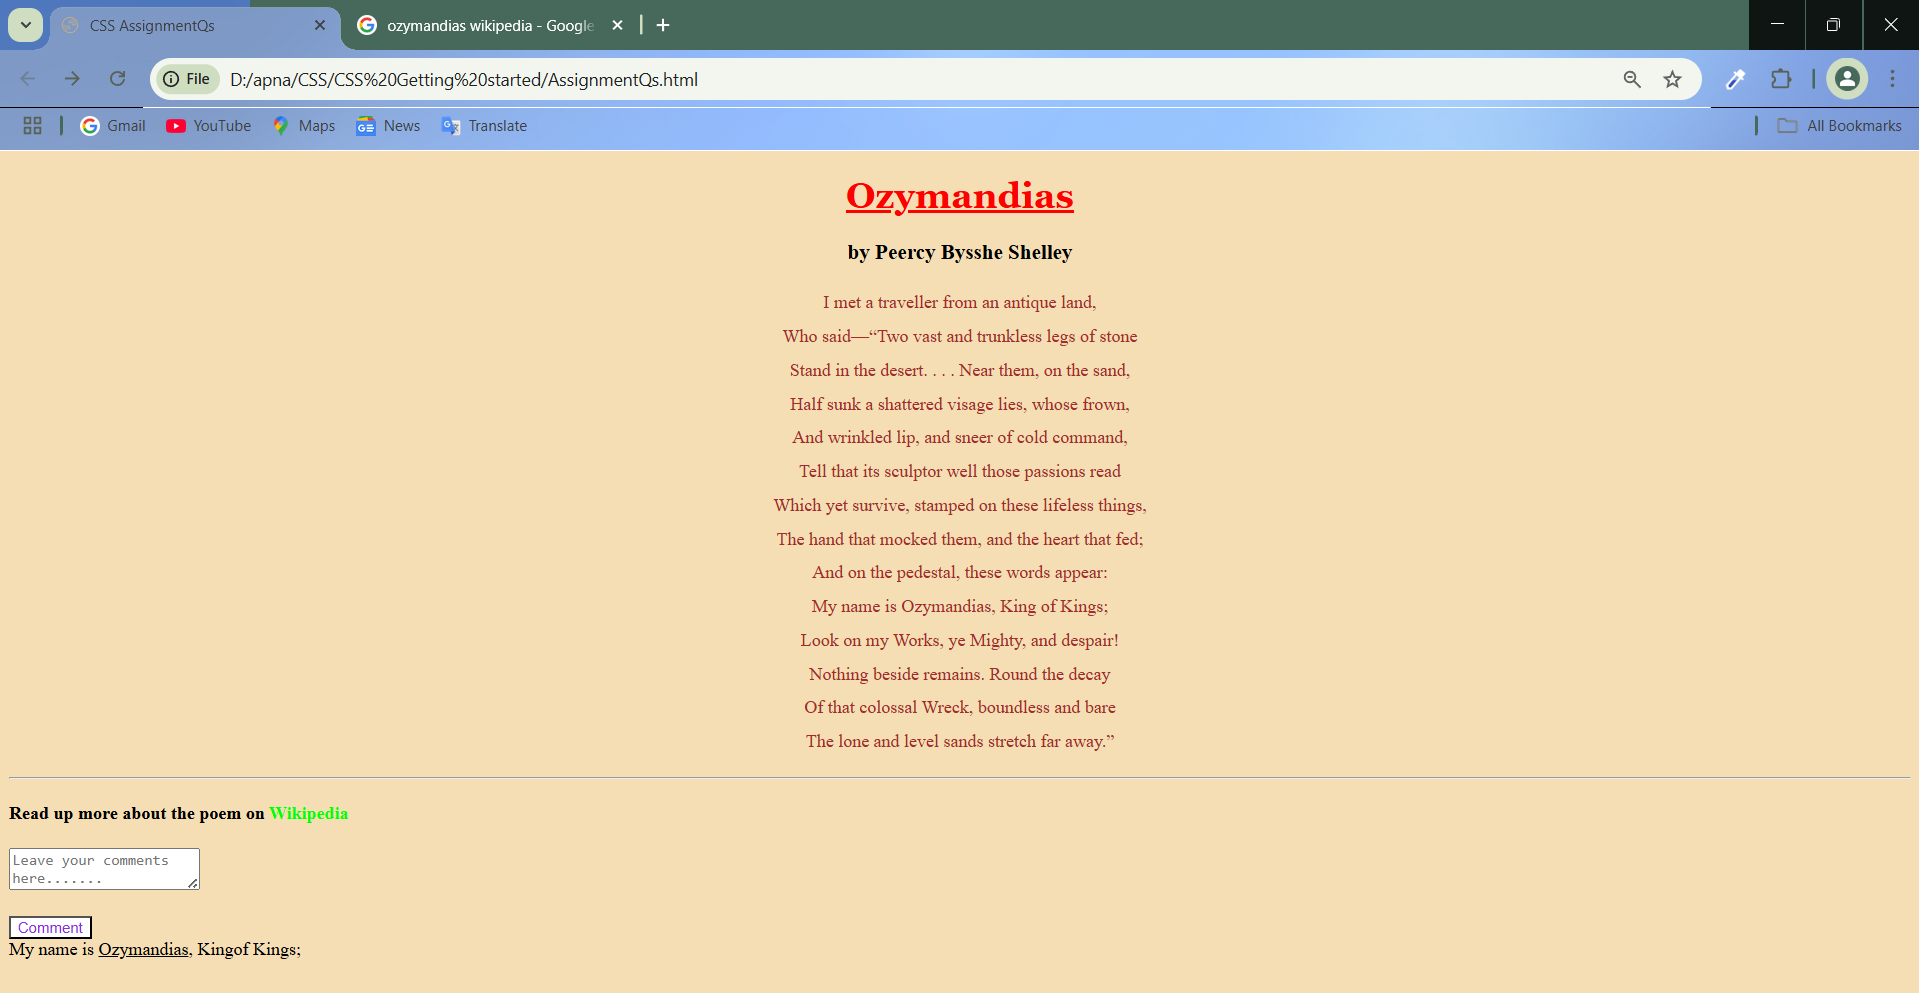 CSS AssignmentQs
ozymandias wikipedia - Google
File D:/apna/CSS/CSS%20Getting%20started/AssignmentQs.html
Gmail YouTube Maps News Translate All Bookmarks
Ozymandias
by Peercy Bysshe Shelley
I met a traveller from an antique land,
Who said—“Two vast and trunkless legs of stone
Stand in the desert. . . . Near them, on the sand,
Half sunk a shattered visage lies, whose frown,
And wrinkled lip, and sneer of cold command,
Tell that its sculptor well those passions read
Which yet survive, stamped on these lifeless things,
The hand that mocked them, and the heart that fed;
And on the pedestal, these words appear:
My name is Ozymandias, King of Kings;
Look on my Works, ye Mighty, and despair!
Nothing beside remains. Round the decay
Of that colossal Wreck, boundless and bare
The lone and level sands stretch far away.”
Read up more about the poem on Wikipedia
Leave your comments
here.......
Comment
My name is Ozymandias, Kingof Kings;